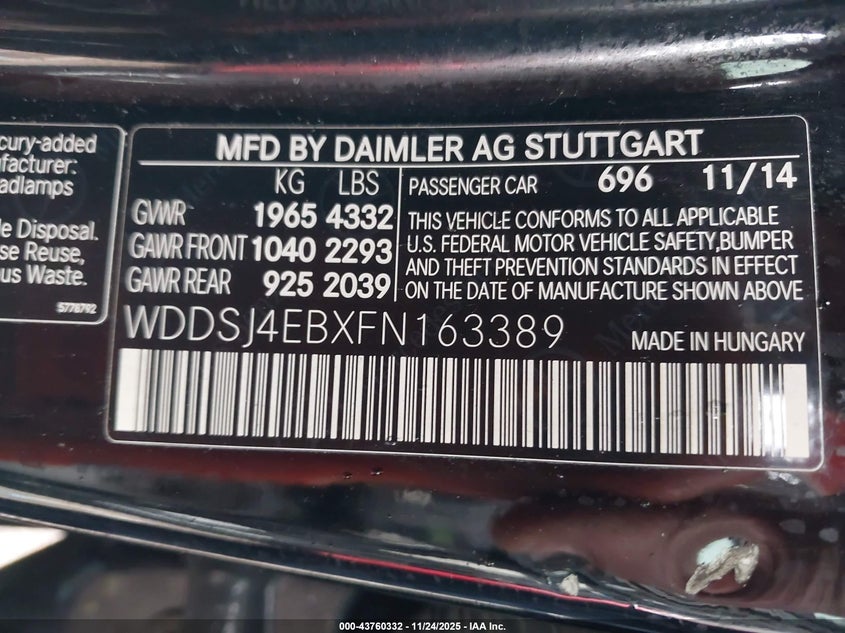 cury-added
facturer:
adlamps
le Disposal.
se Reuse,
us Waste.
5778792
MFD BY DAIMLER AG STUTTGART
KG LBS
GVWR 1965 4332
GAWR FRONT 1040 2293
GAWR REAR 925 2039
PASSENGER CAR 696 11/14
THIS VEHICLE CONFORMS TO ALL APPLICABLE
U.S. FEDERAL MOTOR VEHICLE SAFETY,BUMPER
AND THEFT PREVENTION STANDARDS IN EFFECT
ON THE DATE OF MANUFACTURE SHOWN ABOVE
WDDSJ4EBXFN163389
MADE IN HUNGARY
000-43760332 - 11/24/2025 - IAA Inc.